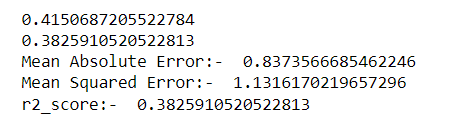 0.4150687205522784
0.3825910520522813
Mean Absolute Error:-  0.8373566685462246
Mean Squared Error:-  1.1316170219657296
r2_score:-  0.3825910520522813